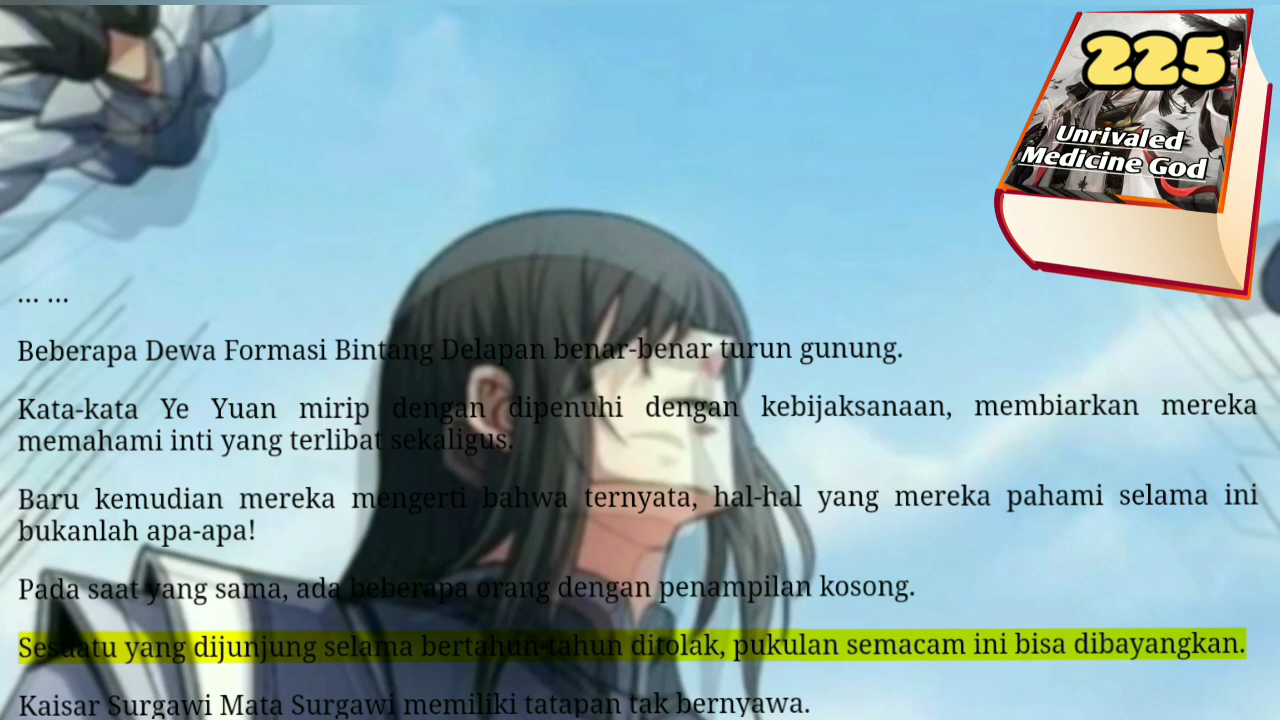 225
Unrivaled
Medicine God
... ...
Beberapa Dewa Formasi Bintang Delapan benar-benar turun gunung.
Kata-kata Ye Yuan mirip dengan dipenuhi dengan kebijaksanaan, membiarkan mereka
memahami inti yang terlibat sekaligus.
Baru kemudian mereka mengerti bahwa ternyata, hal-hal yang mereka pahami selama ini
bukanlah apa-apa!
Pada saat yang sama, ada beberapa orang dengan penampilan kosong.
Sesuatu yang dijunjung selama bertahun-tahun ditolak, pukulan semacam ini bisa dibayangkan.
Kaisar Surgawi Mata Surgawi memiliki tatapan tak bernyawa.